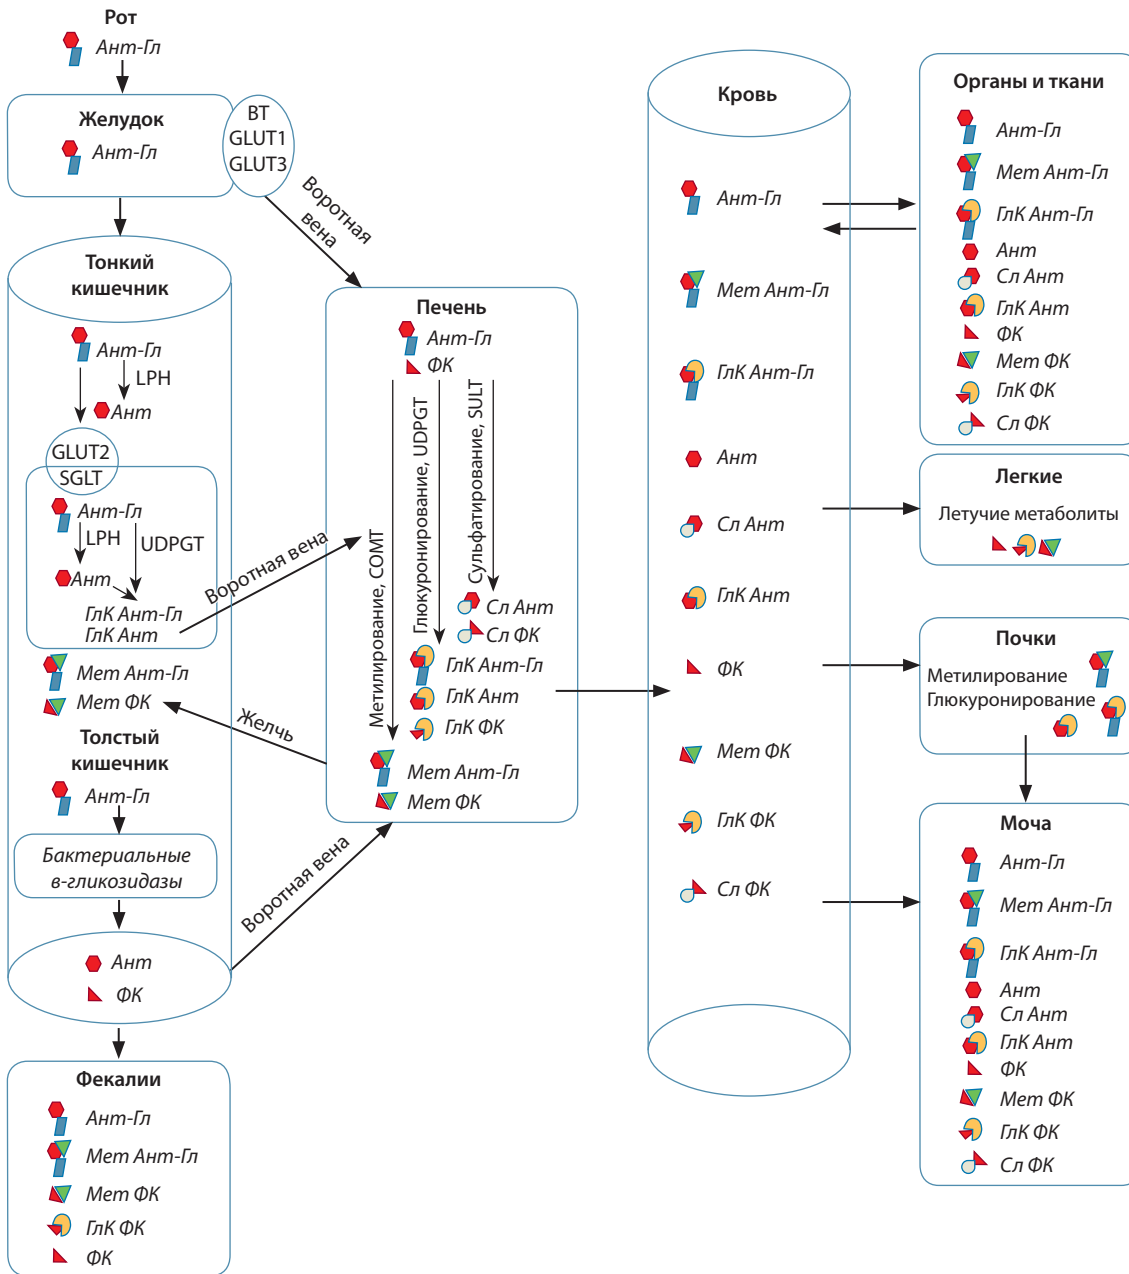 Рот
Ант-Гл
Желудок
Ант-Гл
BT
GLUT1
GLUT3
Воротная
вена
Тонкий
кишечник
Ант-Гл
LPH
Ант
GLUT2
SGLT
Ант-Гл
LPH
UDPGT
Ант
ГлК Ант-Гл
ГлК Ант
Воротная вена
Мет Ант-Гл
Мет ФК
Желчь
Толстый
кишечник
Ант-Гл
Бактериальные
в-гликозидазы
Воротная вена
Ант
ФК
Фекалии
Ант-Гл
Мет Ант-Гл
Мет ФК
ГлК ФК
ФК
Печень
Ант-Гл
ФК
Метилирование, COMT
Глюкуронирование, UDPGT
Сульфатирование, SULT
Сл Ант
Сл ФК
ГлК Ант-Гл
ГлК Ант
ГлК ФК
Мет Ант-Гл
Мет ФК
Кровь
Ант-Гл
Мет Ант-Гл
ГлК Ант-Гл
Ант
Сл Ант
ГлК Ант
ФК
Мет ФК
ГлК ФК
Сл ФК
Органы и ткани
Ант-Гл
Мет Ант-Гл
ГлК Ант-Гл
Ант
Сл Ант
ГлК Ант
ФК
Мет ФК
ГлК ФК
Сл ФК
Легкие
Летучие метаболиты
Почки
Метилирование
Глюкуронирование
Моча
Ант-Гл
Мет Ант-Гл
ГлК Ант-Гл
Ант
Сл Ант
ГлК Ант
ФК
Мет ФК
ГлК ФК
Сл ФК